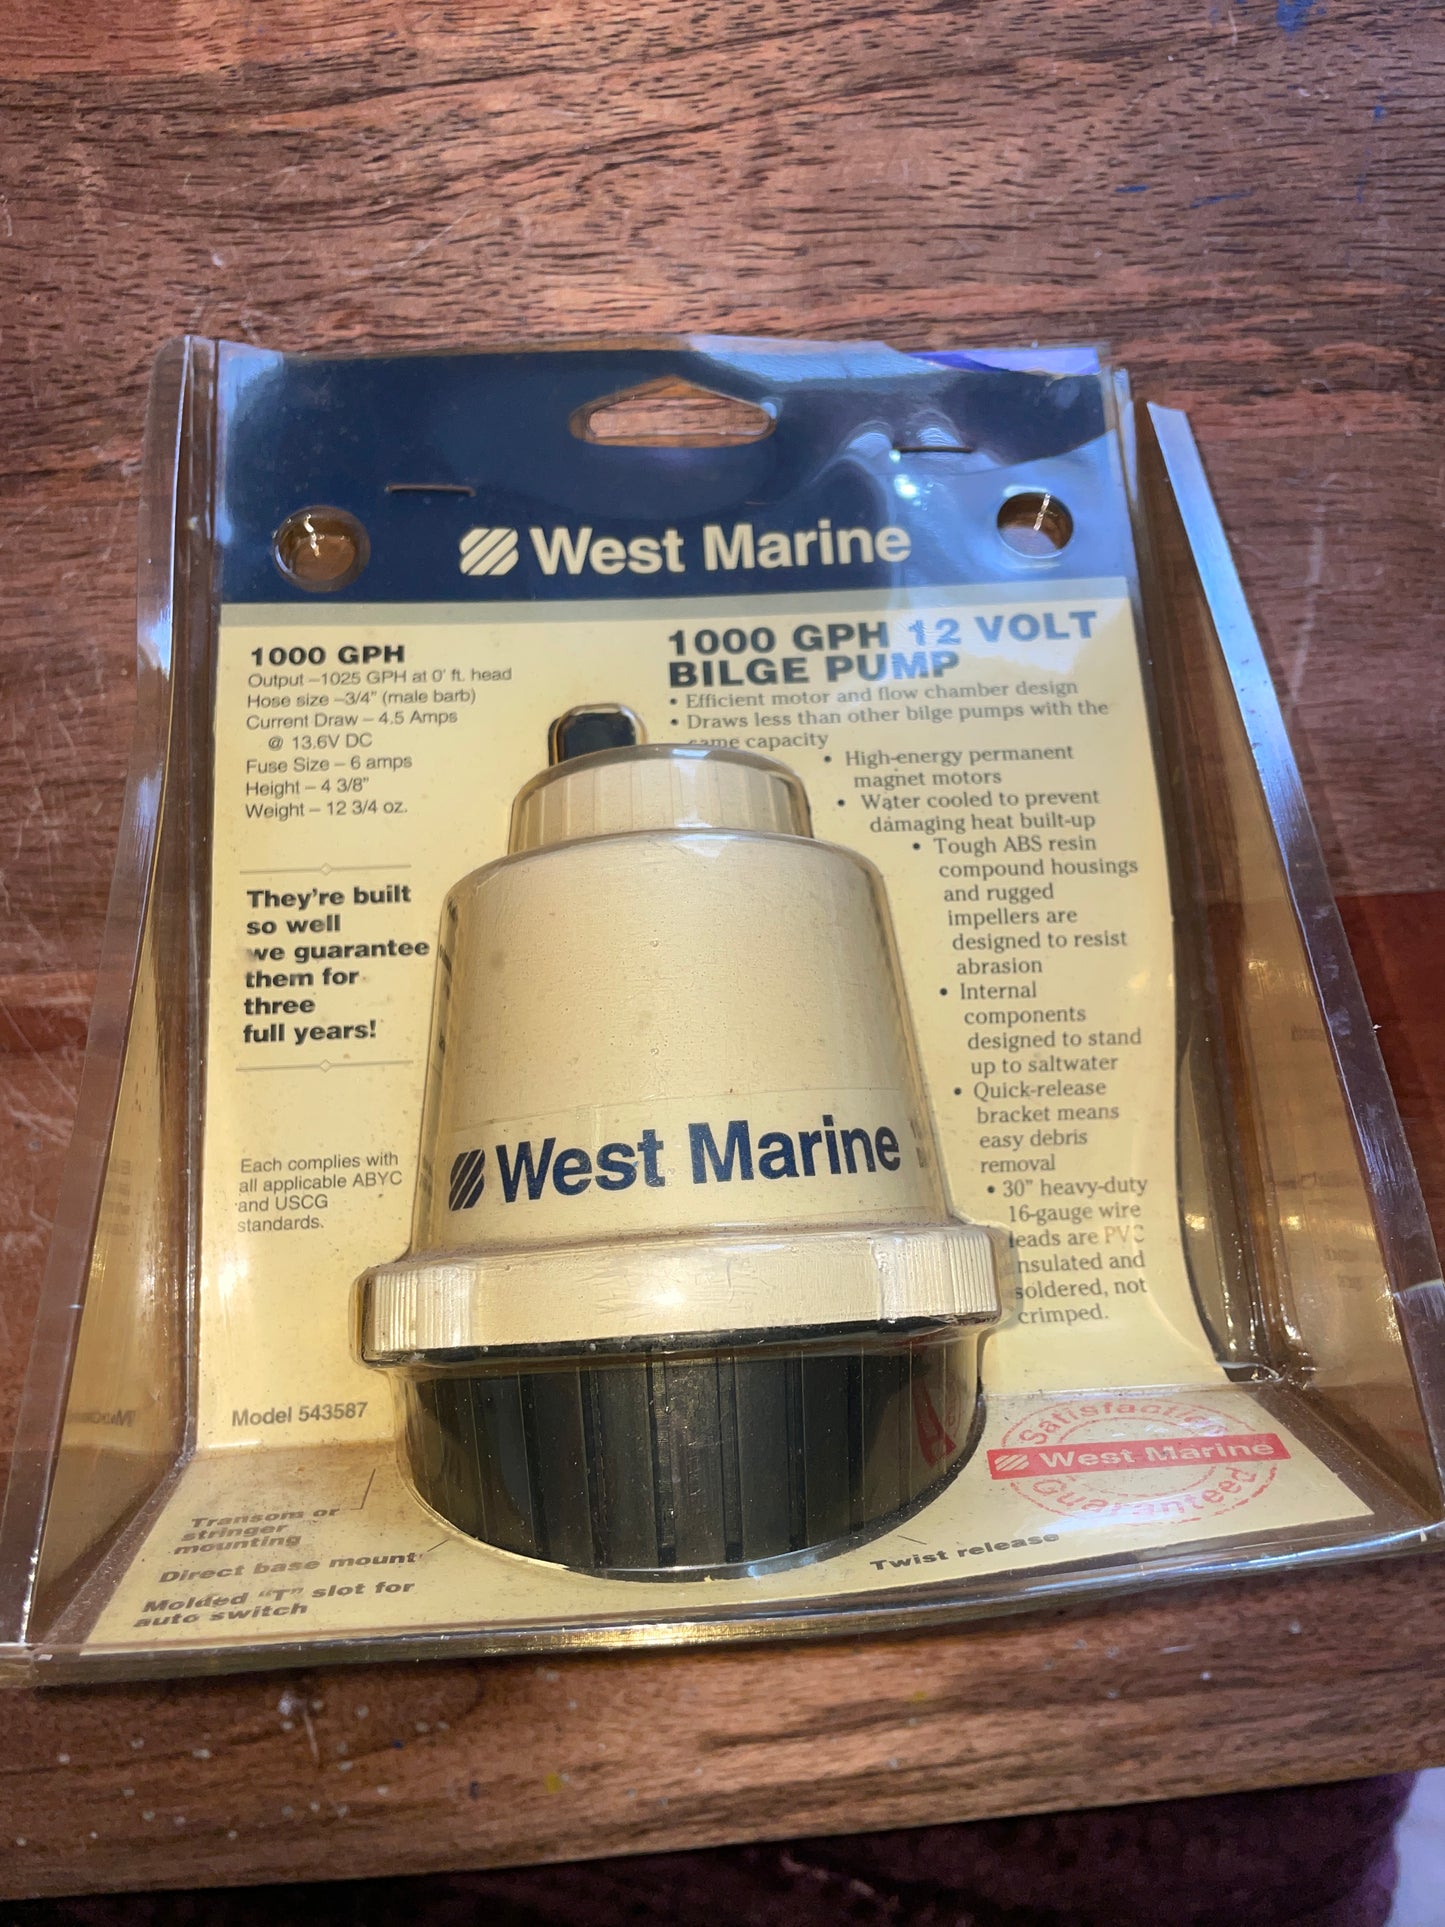 West Marine
1000 GPH
Output –1025 GPH at 0' ft. head
Hose size –3/4" (male barb)
Current Draw – 4.5 Amps
@ 13.6V DC
Fuse Size – 6 amps
Height – 4 3/8"
Weight – 12 3/4 oz.
They're built
so well
we guarantee
them for
three
full years!
Each complies with
all applicable ABYC
and USCG
standards.
Model 543587
1000 GPH 12 VOLT
BILGE PUMP
• Efficient motor and flow chamber design
• Draws less than other bilge pumps with the
same capacity
• High-energy permanent
magnet motors
• Water cooled to prevent
damaging heat built-up
• Tough ABS resin
compound housings
and rugged
impellers are
designed to resist
abrasion
• Internal
components
designed to stand
up to saltwater
• Quick-release
bracket means
easy debris
removal
• 30" heavy-duty
16-gauge wire
leads are PVC
nsulated and
soldered, not
crimped.
West Marine
Transom or
stringer
mounting
Direct base mount
Molded "T" slot for
auto switch
Twist release
Satisfaction
West Marine
Guaranteed